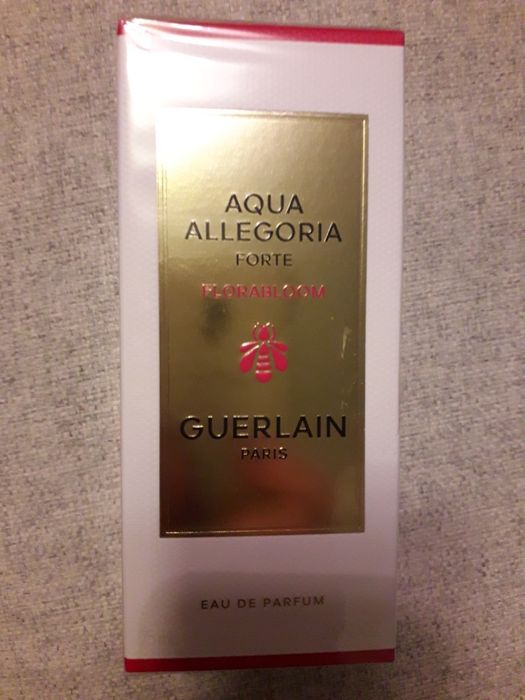 AQUA
ALLEGORIA
FORTE
FLORABLOOM
GUERLAIN
PARIS
EAU DE PARFUM